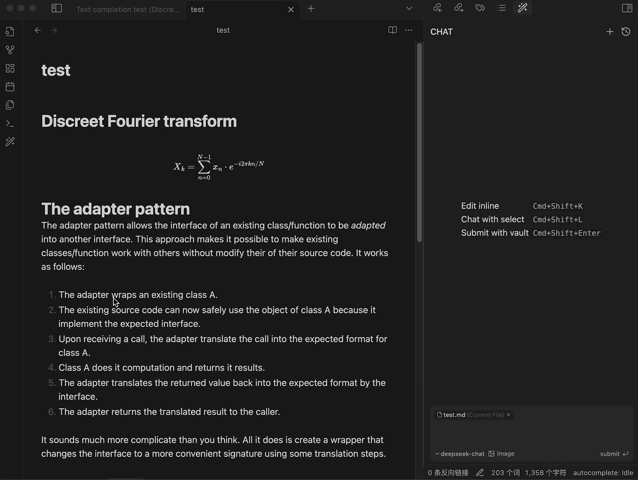 Text completion test (Discre...
test
CHAT
test
test
Discreet Fourier transform
X_k = \sum_{n=0}^{N-1} x_n · e^{-i2πkn/N}
The adapter pattern
The adapter pattern allows the interface of an existing class/function to be adapted
into another interface. This approach makes it possible to make existing
classes/function work with others without modify their of their source code. It works
as follows:
1. The adapter wraps an existing class A.
2. The existing source code can now safely use the object of class A because it
implement the expected interface.
3. Upon receiving a call, the adapter translate the call into the expected format for
class A.
4. Class A does it computation and returns it results.
5. The adapter translates the returned value back into the expected format by the
interface.
6. The adapter returns the translated result to the caller.
It sounds much more complicate than you think. All it does is create a wrapper that
changes the interface to a more convenient signature using some translation steps.
Edit inline Cmd+Shift+K
Chat with select Cmd+Shift+L
Submit with vault Cmd+Shift+Enter
test.md (Current File) ×
deepseek-chat Image submit
0 条反向链接 203 个词 1,358 个字符 autocomplete: idle